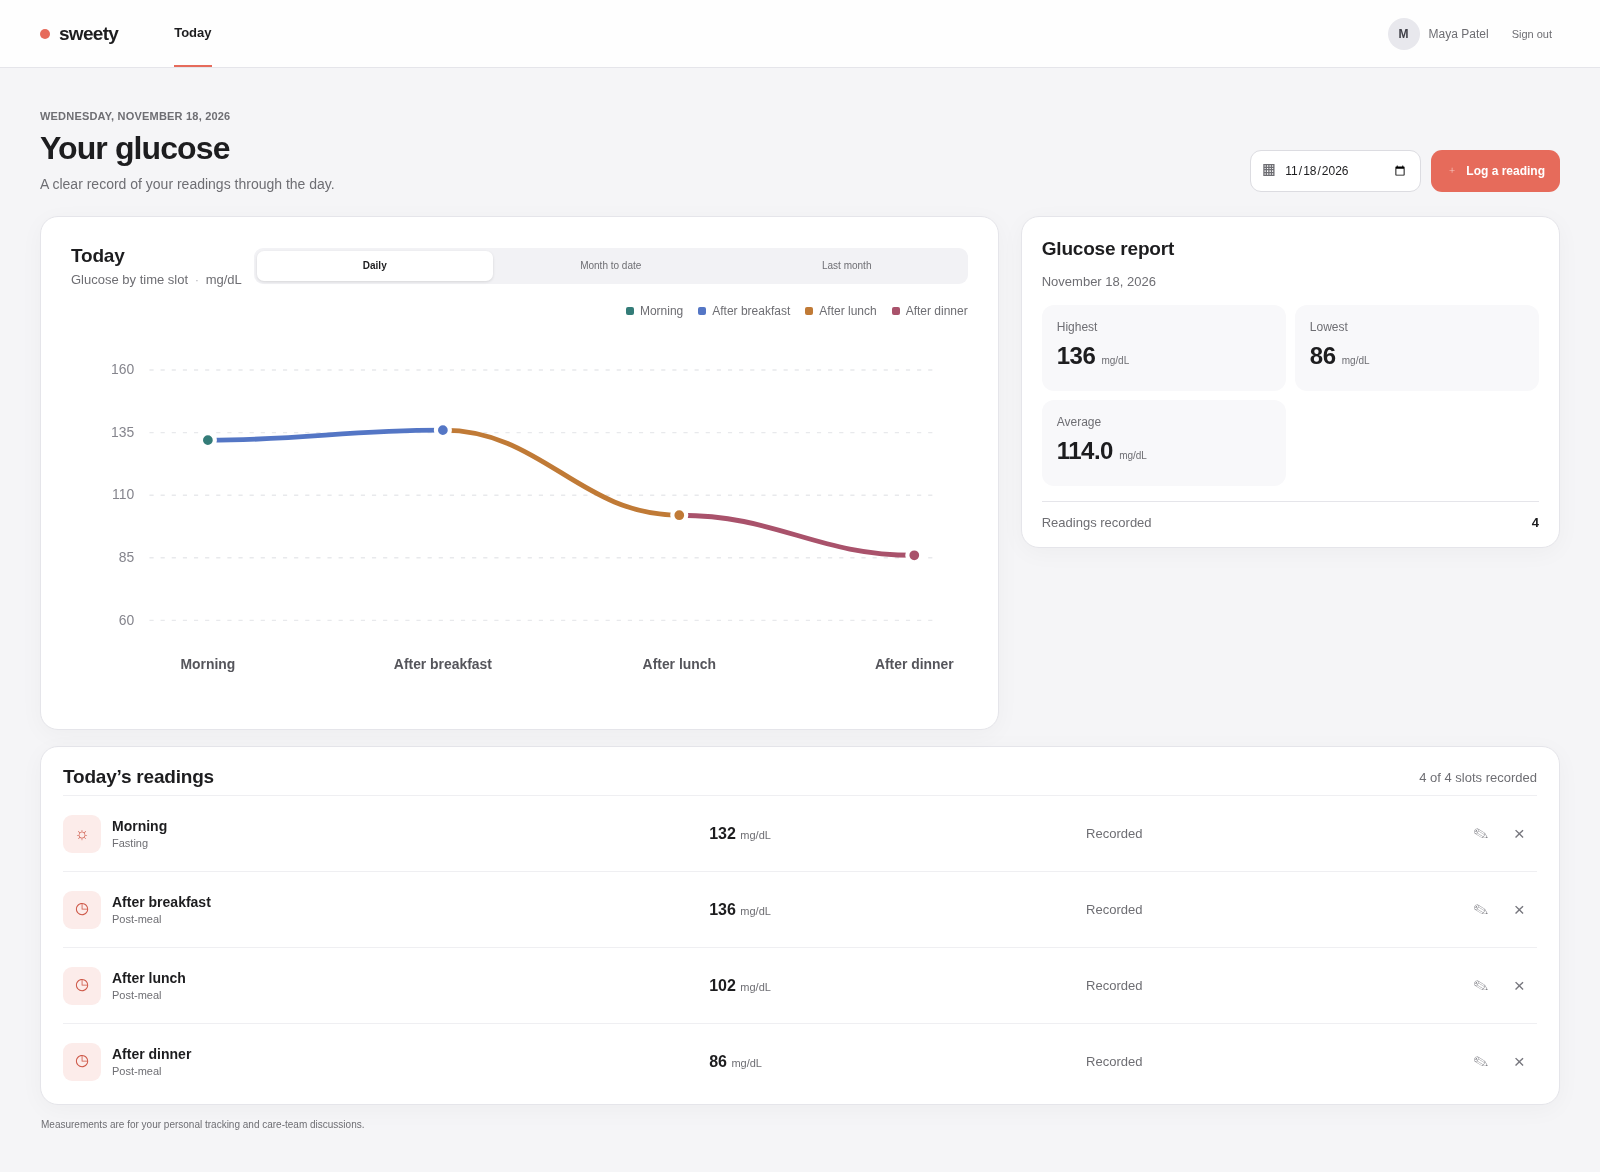 sweety
Today
M
Maya Patel
Sign out
WEDNESDAY, NOVEMBER 18, 2026
Your glucose
A clear record of your readings through the day.
11/18/2026
+ Log a reading
Today
Glucose by time slot · mg/dL
Daily
Month to date
Last month
Morning
After breakfast
After lunch
After dinner
160
135
110
85
60
Morning
After breakfast
After lunch
After dinner
Glucose report
November 18, 2026
Highest
136 mg/dL
Lowest
86 mg/dL
Average
114.0 mg/dL
Readings recorded
4
Today’s readings
4 of 4 slots recorded
Morning
Fasting
132 mg/dL
Recorded
After breakfast
Post-meal
136 mg/dL
Recorded
After lunch
Post-meal
102 mg/dL
Recorded
After dinner
Post-meal
86 mg/dL
Recorded
Measurements are for your personal tracking and care-team discussions.